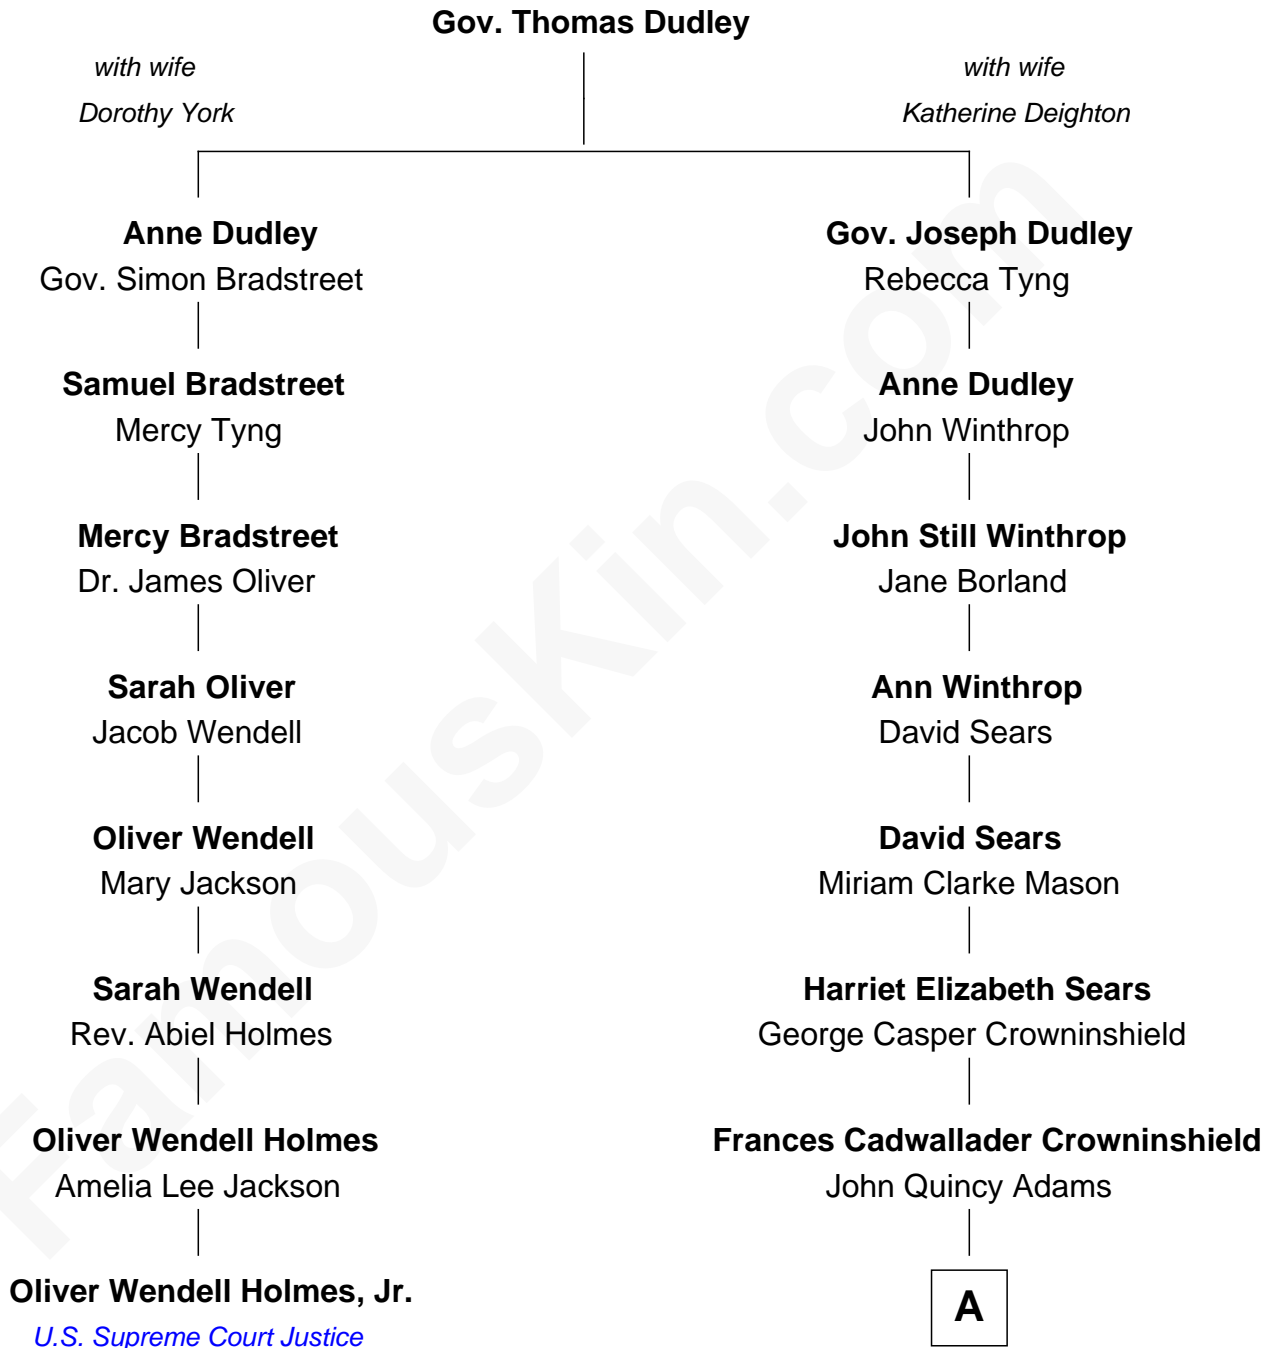 Gov. Thomas Dudley
with wife
Dorothy York
with wife
Katherine Deighton
Anne Dudley
Gov. Simon Bradstreet
Gov. Joseph Dudley
Rebecca Tyng
Samuel Bradstreet
Mercy Tyng
Anne Dudley
John Winthrop
Mercy Bradstreet
Dr. James Oliver
John Still Winthrop
Jane Borland
Sarah Oliver
Jacob Wendell
Ann Winthrop
David Sears
Oliver Wendell
Mary Jackson
David Sears
Miriam Clarke Mason
Sarah Wendell
Rev. Abiel Holmes
Harriet Elizabeth Sears
George Casper Crowninshield
Oliver Wendell Holmes
Amelia Lee Jackson
Frances Cadwallader Crowninshield
John Quincy Adams
Oliver Wendell Holmes, Jr.
U.S. Supreme Court Justice
A
FamousKin.com